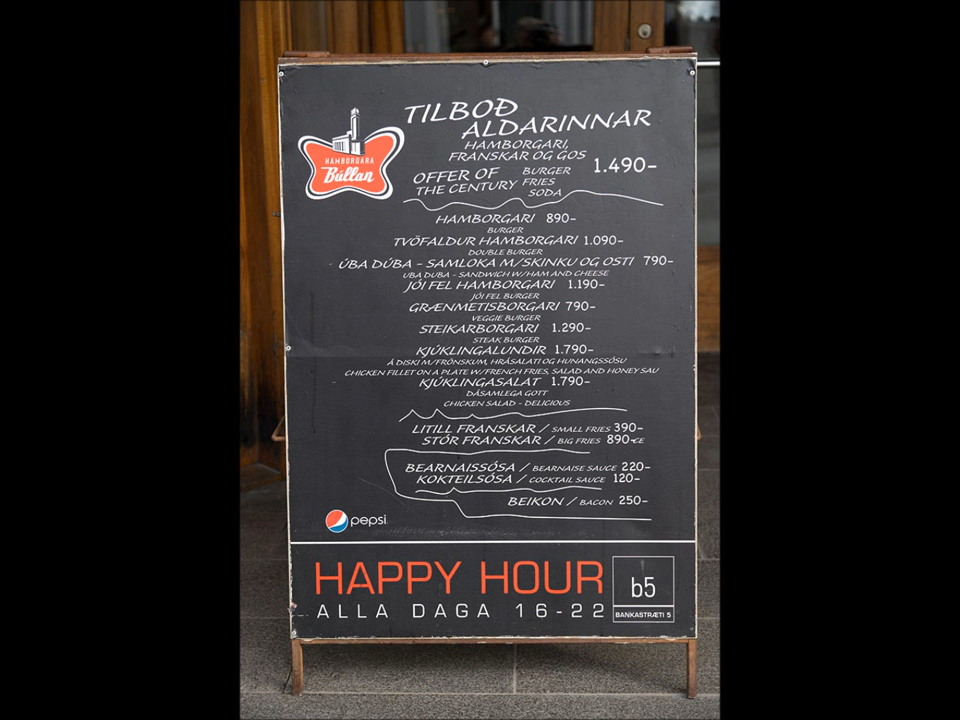 HAMBORGARA
Búllan
TILBOÐ
ALDARINNAR
HAMBORGARI,
FRANSKAR OG GOS
OFFER OF
THE CENTURY
BURGER
FRIES
SODA
1.490-
HAMBORGARI 890-
BURGER
TVÖFALDUR HAMBORGARI 1.090-
DOUBLE BURGER
ÚBA DÚBA - SAMLOKA M/SKINKU OG OSTI 790-
UBA DUBA - SANDWICH W/HAM AND CHEESE
JÓI FEL HAMBORGARI 1.190-
JÓI FEL BURGER
GRÆNMETISBORGARI 790-
VEGGIE BURGER
STEIKARBORGARI 1.290-
STEAK BURGER
KJÚKLINGALUNDIR 1.790-
Á DISKI M/FRÖNSKUM, HRÁSALATI OG HUNANGSSÓSU
CHICKEN FILLET ON A PLATE W/FRENCH FRIES, SALAD AND HONEY SAU
KJÚKLINGASALAT 1.790-
DÁSAMLEGA GOTT
CHICKEN SALAD - DELICIOUS
LITILL FRANSKAR / SMALL FRIES 390-
STÓR FRANSKAR / BIG FRIES 890-CE
BEARNAISSÓSA / BEARNAISE SAUCE 220-
KOKTEILSÓSA / COCKTAIL SAUCE 120-
BEIKON / BACON 250-
pepsi
HAPPY HOUR
ALLA DAGA 16-22
b5
BANKASTRÆTI 5